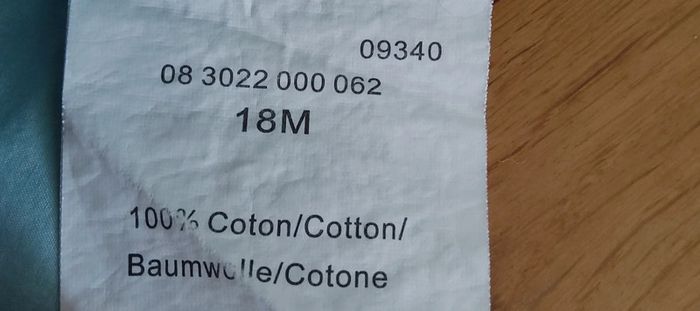 09340
08 3022 000 062
18M
100% Coton/Cotton/
Baumwolle/Cotone